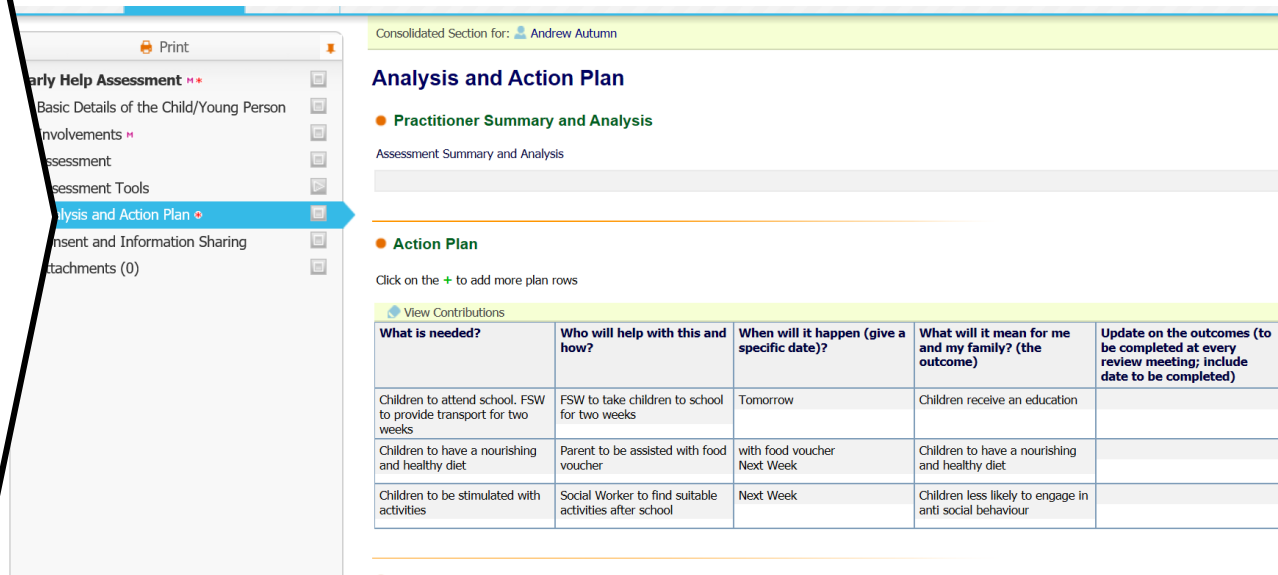 Print
arly Help Assessment M *
Basic Details of the Child/Young Person
nvolvements M
ssessment
sessment Tools
lysis and Action Plan
nsent and Information Sharing
ttachments (0)
Consolidated Section for: Andrew Autumn
Analysis and Action Plan
Practitioner Summary and Analysis
Assessment Summary and Analysis
Action Plan
Click on the + to add more plan rows
View Contributions
What is needed?
Who will help with this and
how?
When will it happen (give a
specific date)?
What will it mean for me
and my family? (the
outcome)
Update on the outcomes (to
be completed at every
review meeting; include
date to be completed)
Children to attend school. FSW
to provide transport for two
weeks
FSW to take children to school
for two weeks
Tomorrow
Children receive an education
Children to have a nourishing
and healthy diet
Parent to be assisted with food
voucher
with food voucher
Next Week
Children to have a nourishing
and healthy diet
Children to be stimulated with
activities
Social Worker to find suitable
activities after school
Next Week
Children less likely to engage in
anti social behaviour